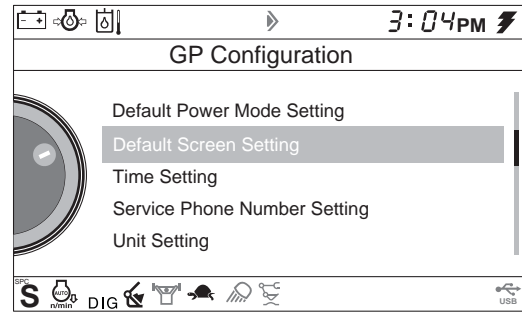 3:04PM
GP Configuration
Default Power Mode Setting
Default Screen Setting
Time Setting
Service Phone Number Setting
Unit Setting
SPC
S AUTO n/min DIG USB